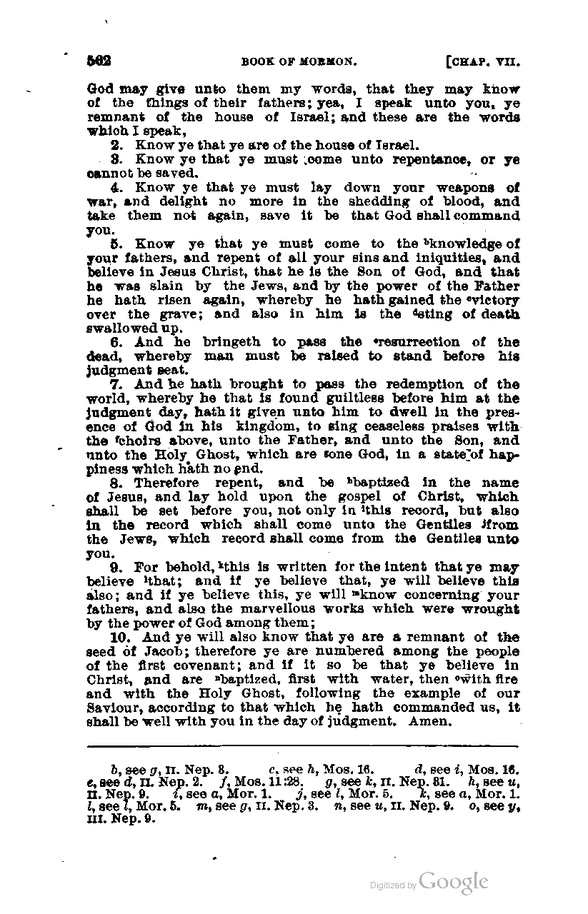 562 BOOK OF MORMON. [CHAP. VII.
God may give unto them my words, that they may know
of the things of their fathers; yea, I speak unto you, ye
remnant of the house of Israel; and these are the words
which I speak,
2. Know ye that ye are of the house of Israel.
3. Know ye that ye must come unto repentance, or ye
cannot be saved.
4. Know ye that ye must lay down your weapons of
war, and delight no more in the shedding of blood, and
take them not again, save it be that God shall command
you.
5. Know ye that ye must come to the ᵇknowledge of
your fathers, and repent of all your sins and iniquities, and
believe in Jesus Christ, that he is the Son of God, and that
he was slain by the Jews, and by the power of the Father
he hath risen again, whereby he hath gained the ᶜvictory
over the grave; and also in him is the ᵈsting of death
swallowed up.
6. And he bringeth to pass the ᵉresurrection of the
dead, whereby man must be raised to stand before his
judgment seat.
7. And he hath brought to pass the redemption of the
world, whereby he that is found guiltless before him at the
judgment day, hath it given unto him to dwell in the pres-
ence of God in his kingdom, to sing ceaseless praises with
the ᶠchoirs above, unto the Father, and unto the Son, and
unto the Holy Ghost, which are ᵍone God, in a state of hap-
piness which hath no end.
8. Therefore repent, and be ʰbaptized in the name
of Jesus, and lay hold upon the gospel of Christ, which
shall be set before you, not only in ⁱthis record, but also
in the record which shall come unto the Gentiles ʲfrom
the Jews, which record shall come from the Gentiles unto
you.
9. For behold, ᵏthis is written for the intent that ye may
believe ˡthat; and if ye believe that, ye will believe this
also; and if ye believe this, ye will ᵐknow concerning your
fathers, and also the marvellous works which were wrought
by the power of God among them;
10. And ye will also know that ye are a remnant of the
seed of Jacob; therefore ye are numbered among the people
of the first covenant; and if it so be that ye believe in
Christ, and are ⁿbaptized, first with water, then ᵒwith fire
and with the Holy Ghost, following the example of our
Saviour, according to that which he hath commanded us, it
shall be well with you in the day of judgment. Amen.
b, see g, II. Nep. 3. c, see h, Mos. 16. d, see i, Mos. 16.
e, see d, II. Nep. 2. f, Mos. 11:28. g, see k, II. Nep. 31. h, see u,
II. Nep. 9. i, see a, Mor. 1. j, see l, Mor. 5. k, see a, Mor. 1.
l, see l, Mor. 5. m, see g, II. Nep. 3. n, see u, II. Nep. 9. o, see y,
III. Nep. 9.
Digitized by Google